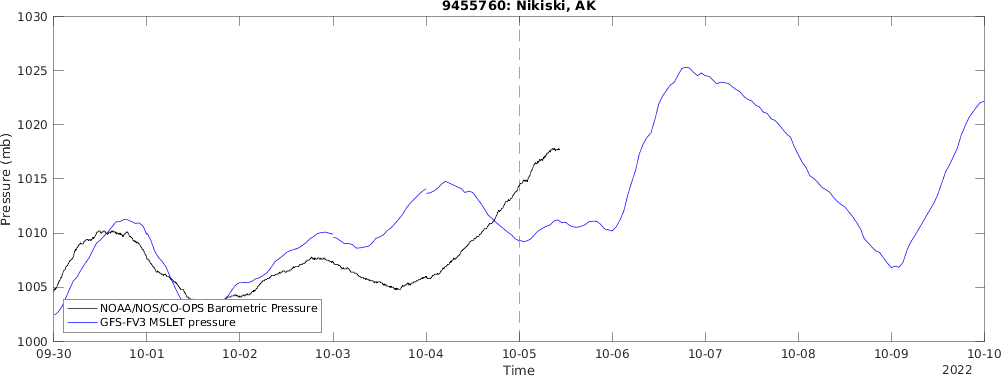 9455760: Nikiski, AK
1030
1025
1020
1015
1010
1005
1000
Pressure (mb)
NOAA/NOS/CO-OPS Barometric Pressure
GFS-FV3 MSLET pressure
09-30 10-01 10-02 10-03 10-04 10-05 10-06 10-07 10-08 10-09 10-10
Time
2022